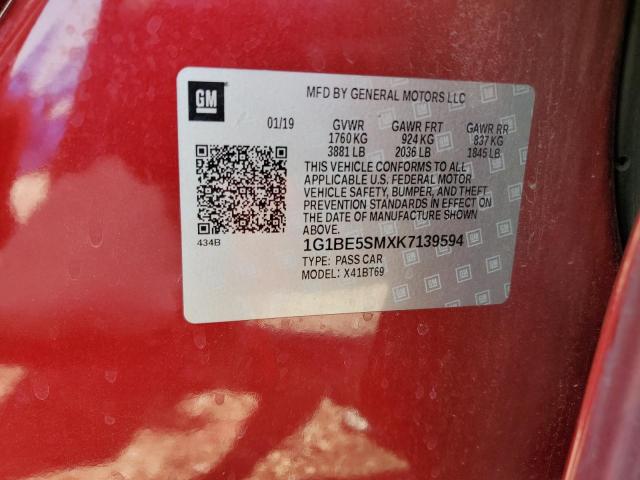 GM
MFD BY GENERAL MOTORS LLC
01/19 GVWR GAWR FRT GAWR RR
1760 KG 924 KG 837 KG
3881 LB 2036 LB 1845 LB
THIS VEHICLE CONFORMS TO ALL
APPLICABLE U.S. FEDERAL MOTOR
VEHICLE SAFETY, BUMPER, AND THEFT
PREVENTION STANDARDS IN EFFECT ON
THE DATE OF MANUFACTURE SHOWN
ABOVE.
434B
1G1BE5SMXK7139594
TYPE: PASS CAR
MODEL: X41BT69